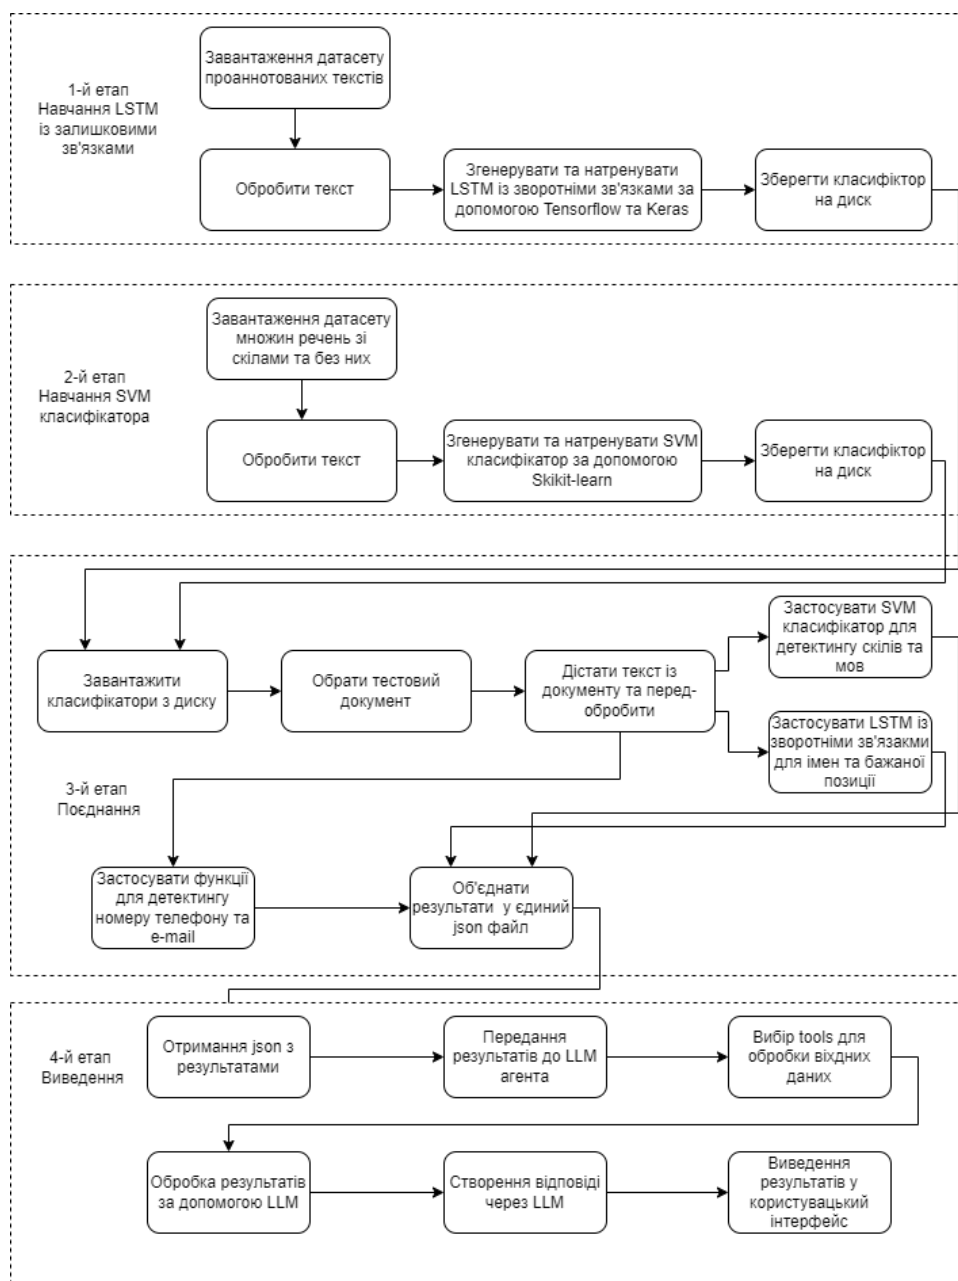 Завантаження датасету
проаннотованих текстів
1-й етап
Навчання LSTM
із залишковими
зв'язками
Обробити текст
Згенерувати та натренувати
LSTM із зворотніми зв'язками за
допомогою Tensorflow та Keras
Зберегти класифіктор
на диск
Завантаження датасету
множин речень зі
скілами та без них
2-й етап
Навчання SVM
класифікатора
Обробити текст
Згенерувати та натренувати SVM
класифікатор за допомогою
Skikit-learn
Зберегти класифіктор
на диск
Завантажити
класифікатори з диску
Обрати тестовий
документ
Дістати текст із
документу та перед-
обробити
Застосувати SVM
класифікатор для
детектингу скілів та
мов
Застосувати LSTM із
зворотніми зв'язакми
для імен та бажаної
позиції
3-й етап
Поєднання
Застосувати функції
для детектингу
номеру телефону та
e-mail
Об'єднати
результати у єдиний
json файл
4-й етап
Виведення
Отримання json з
результатами
Передання
результатів до LLM
агента
Вибір tools для
обробки віхдних
даних
Обробка результатів
за допомогою LLM
Створення відповіді
через LLM
Виведення
результатів у
користувацький
інтерфейс